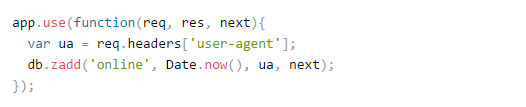 app.use(function(req, res, next){
  var ua = req.headers['user-agent'];
  db.zadd('online', Date.now(), ua, next);
});